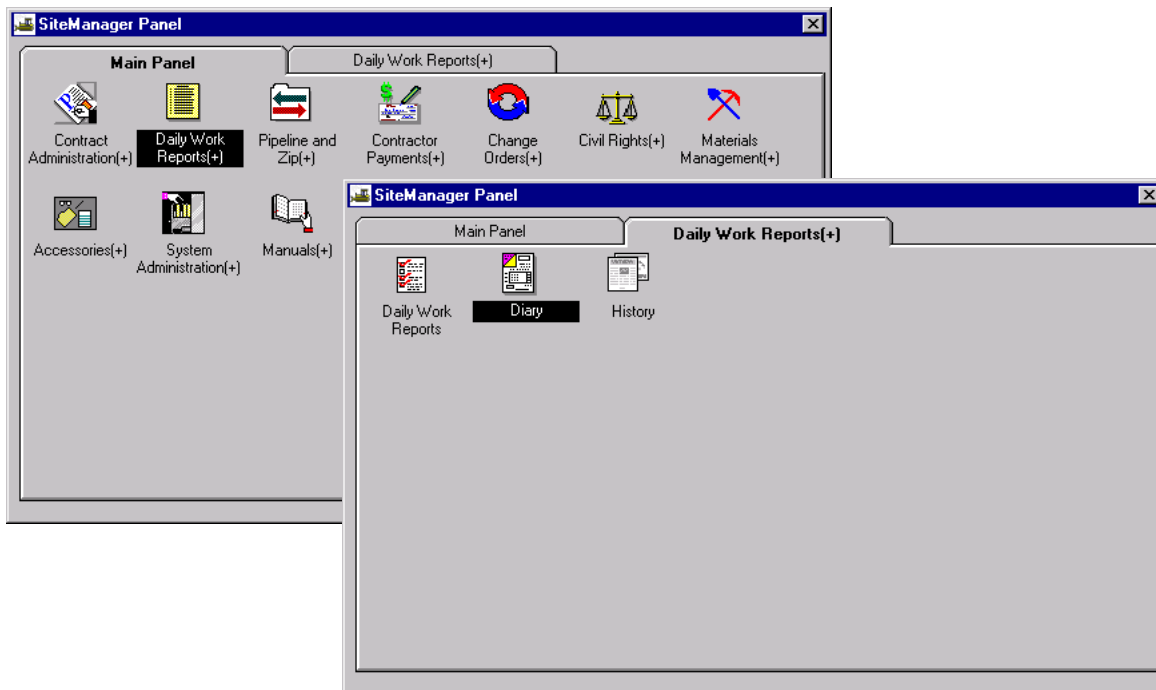 SiteManager Panel
Main Panel
Daily Work Reports(+)
Contract
Administration(+)
Daily Work
Reports(+)
Pipeline and
Zip(+)
Contractor
Payments(+)
Change
Orders(+)
Civil Rights(+)
Materials
Management(+)
Accessories(+)
System
Administration(+)
Manuals(+)
SiteManager Panel
Main Panel
Daily Work Reports(+)
Daily Work
Reports
Diary
History